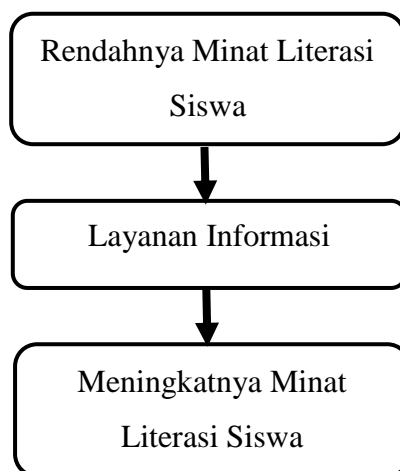 Rendahnya Minat Literasi
Siswa
Layanan Informasi
Meningkatnya Minat
Literasi Siswa